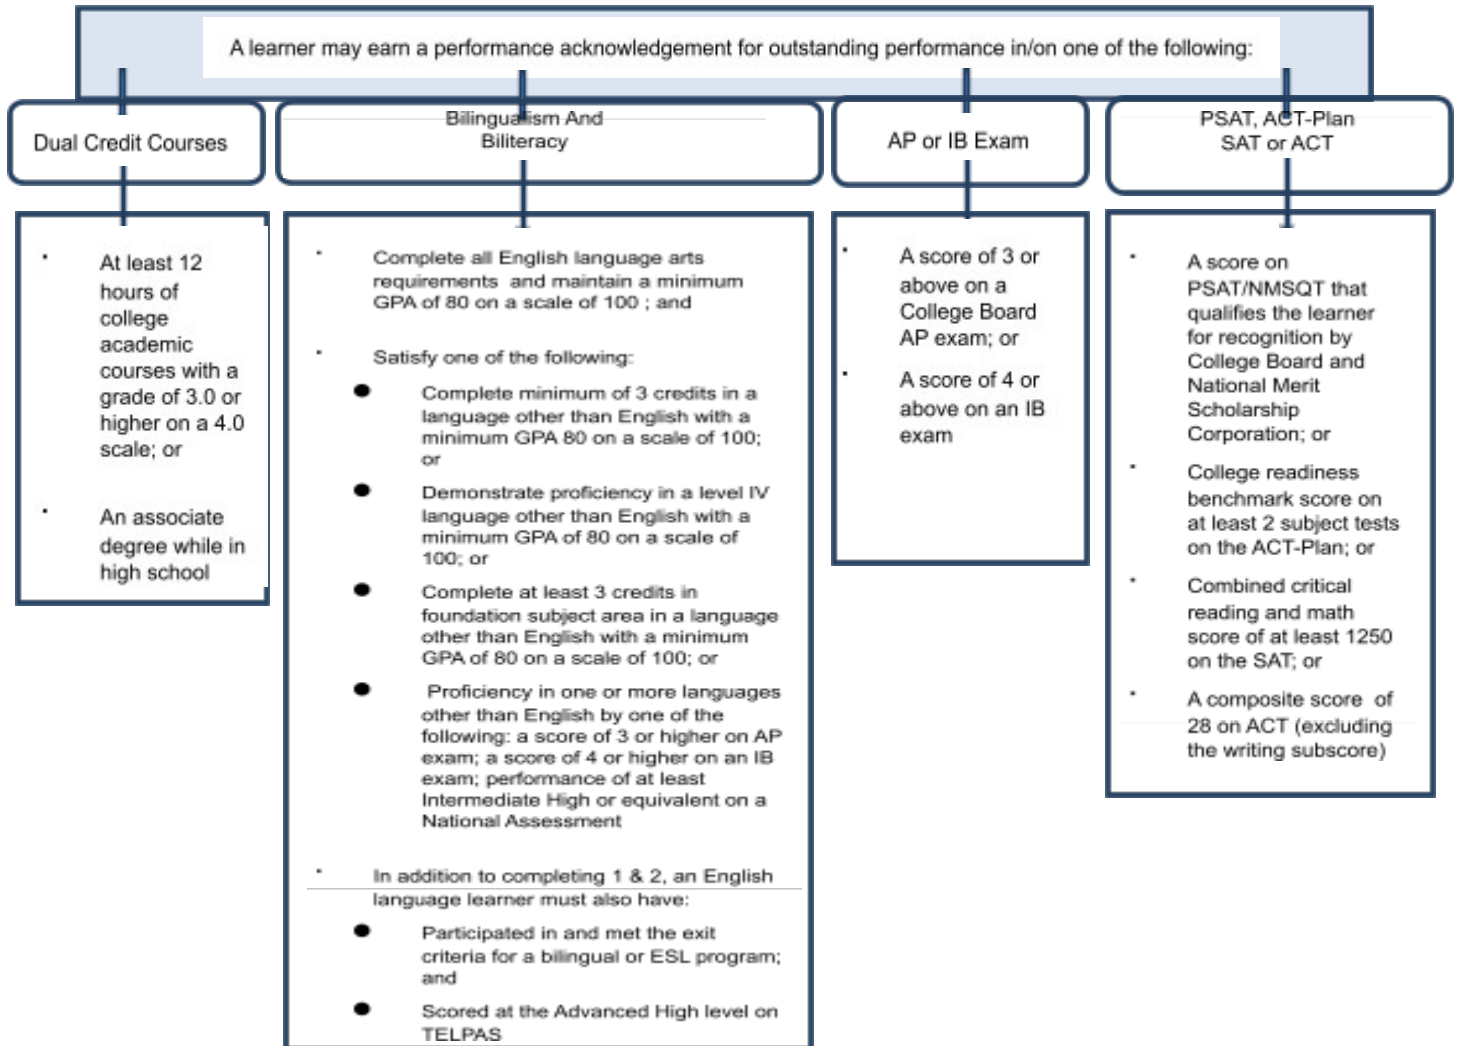 A learner may earn a performance acknowledgement for outstanding performance in/on one of the following:
Dual Credit Courses
· At least 12
hours of
college
academic
courses with a
grade of 3.0 or
higher on a 4.0
scale; or
· An associate
degree while in
high school
Bilingualism And
Biliteracy
· Complete all English language arts
requirements and maintain a minimum
GPA of 80 on a scale of 100 ; and
· Satisfy one of the following:
● Complete minimum of 3 credits in a
language other than English with a
minimum GPA 80 on a scale of 100;
or
● Demonstrate proficiency in a level IV
language other than English with a
minimum GPA of 80 on a scale of
100; or
● Complete at least 3 credits in
foundation subject area in a language
other than English with a minimum
GPA of 80 on a scale of 100; or
● Proficiency in one or more languages
other than English by one of the
following: a score of 3 or higher on AP
exam; a score of 4 or higher on an IB
exam; performance of at least
Intermediate High or equivalent on a
National Assessment
· In addition to completing 1 & 2, an English
language learner must also have:
● Participated in and met the exit
criteria for a bilingual or ESL program;
and
● Scored at the Advanced High level on
TELPAS
AP or IB Exam
· A score of 3 or
above on a
College Board
AP exam; or
· A score of 4 or
above on an IB
exam
PSAT, ACT-Plan
SAT or ACT
· A score on
PSAT/NMSQT that
qualifies the learner
for recognition by
College Board and
National Merit
Scholarship
Corporation; or
· College readiness
benchmark score on
at least 2 subject tests
on the ACT-Plan; or
· Combined critical
reading and math
score of at least 1250
on the SAT; or
· A composite score of
28 on ACT (excluding
the writing subscore)